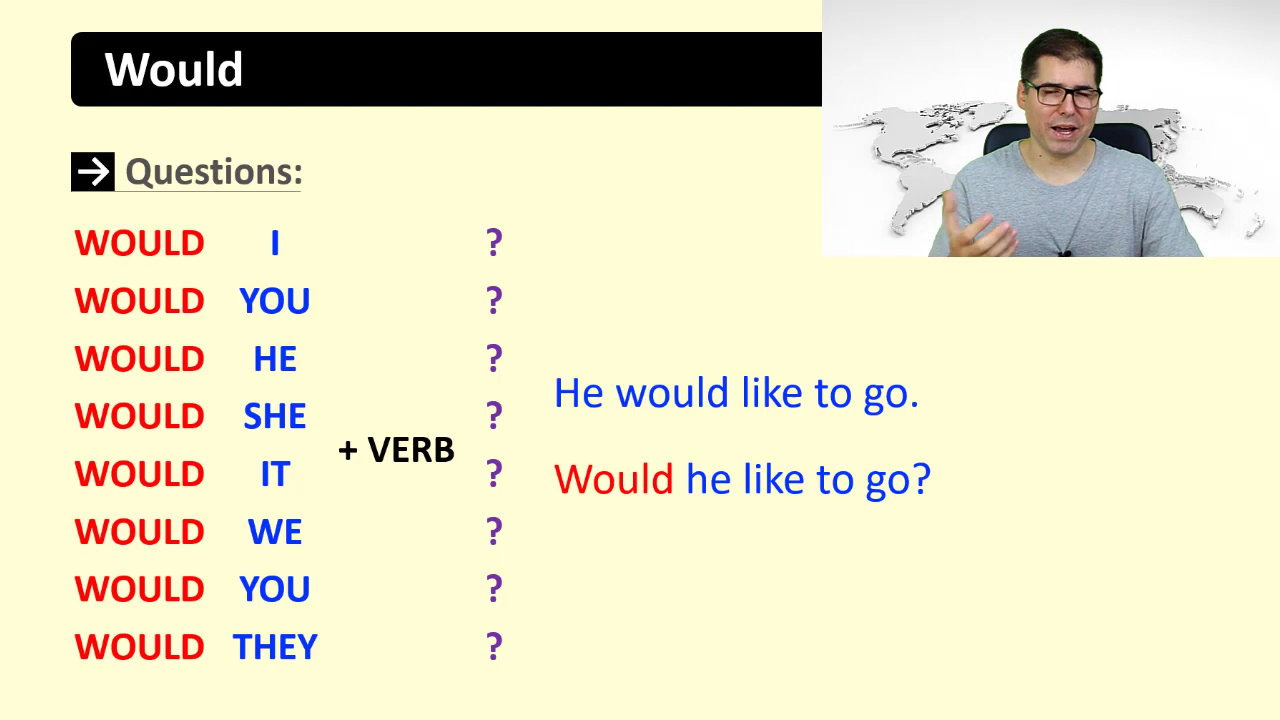 Would
→ Questions:
WOULD I ?
WOULD YOU ?
WOULD HE ?
He would like to go.
WOULD SHE ?
+ VERB
WOULD IT ?
Would he like to go?
WOULD WE ?
WOULD YOU ?
WOULD THEY ?